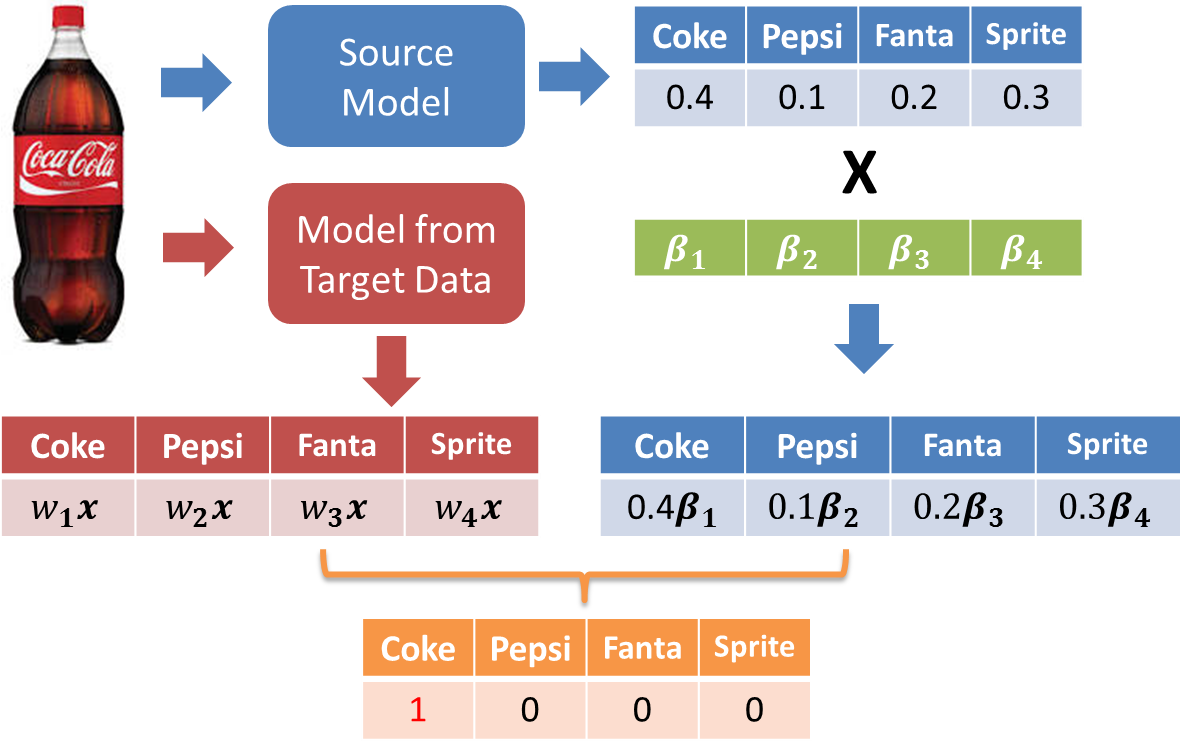 Coca-Cola
Source
Model
Coke Pepsi Fanta Sprite
0.4 0.1 0.2 0.3
X
Model from
Target Data
β₁ β₂ β₃ β₄
Coke Pepsi Fanta Sprite
w₁x w₂x w₃x w₄x
Coke Pepsi Fanta Sprite
0.4β₁ 0.1β₂ 0.2β₃ 0.3β₄
Coke Pepsi Fanta Sprite
1 0 0 0